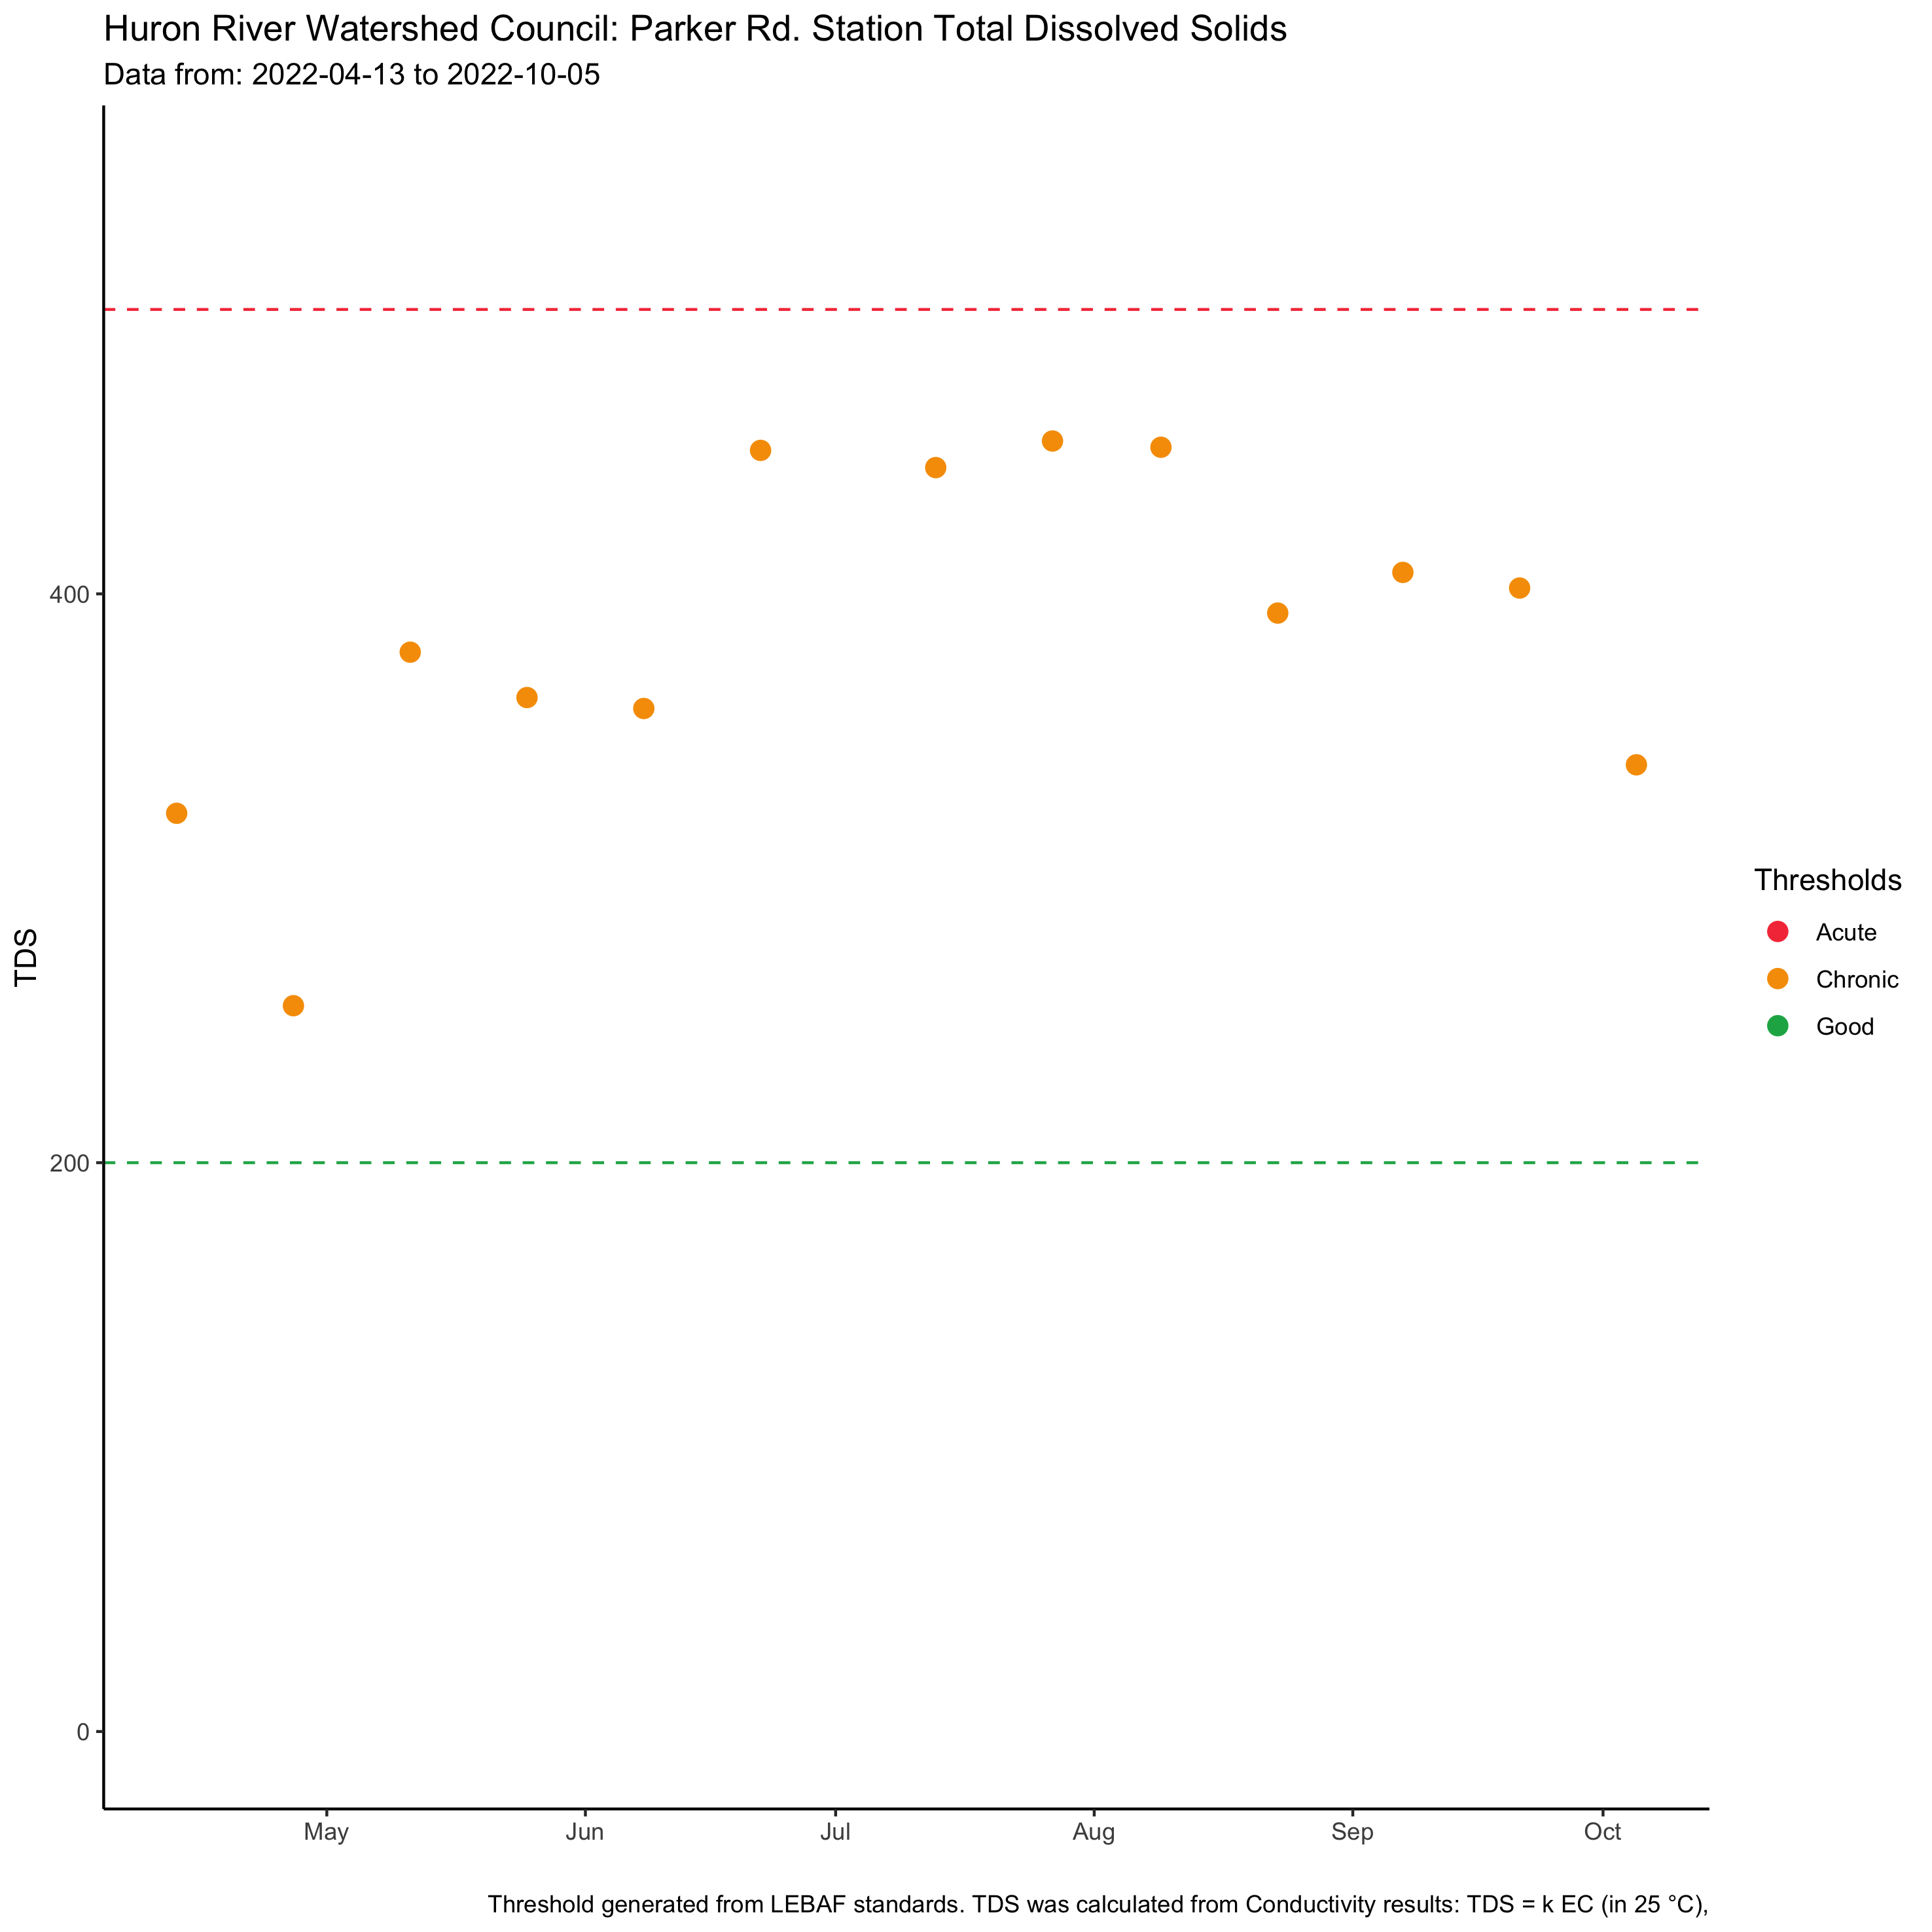 Huron River Watershed Council: Parker Rd. Station Total Dissolved Solids
Data from: 2022-04-13 to 2022-10-05
400
200
0
TDS
May Jun Jul Aug Sep Oct
Thresholds
Acute
Chronic
Good
Threshold generated from LEBAF standards. TDS was calculated from Conductivity results: TDS = k EC (in 25 °C),